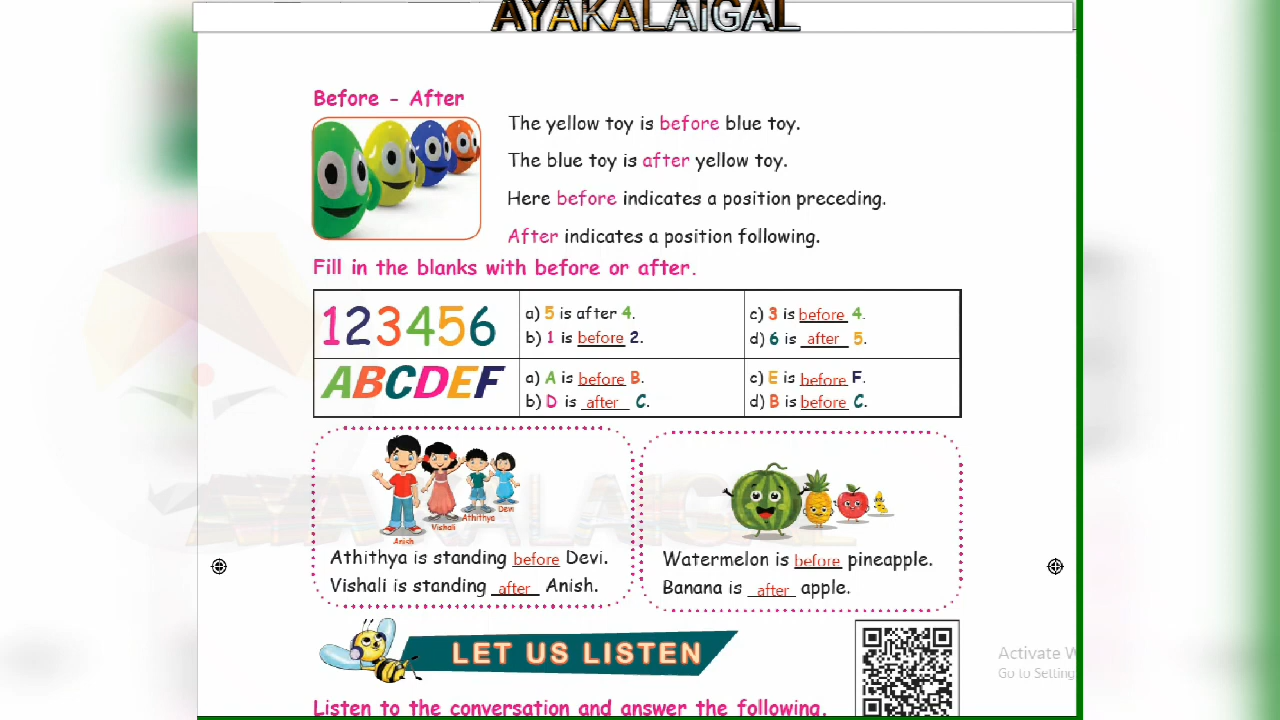 AYAKALAIGAL
Before - After
The yellow toy is before blue toy.
The blue toy is after yellow toy.
Here before indicates a position preceding.
After indicates a position following.
Fill in the blanks with before or after.
123456
a) 5 is after 4.
b) 1 is before 2.
c) 3 is before 4.
d) 6 is after 5.
ABCDEF
a) A is before B.
b) D is after C.
c) E is before F.
d) B is before C.
Anish
Vishali
Athithya
Devi
Athithya is standing before Devi.
Vishali is standing after Anish.
Watermelon is before pineapple.
Banana is after apple.
LET US LISTEN
Listen to the conversation and answer the following.
AYAKALAIGAL
Activate W
Go to Setting